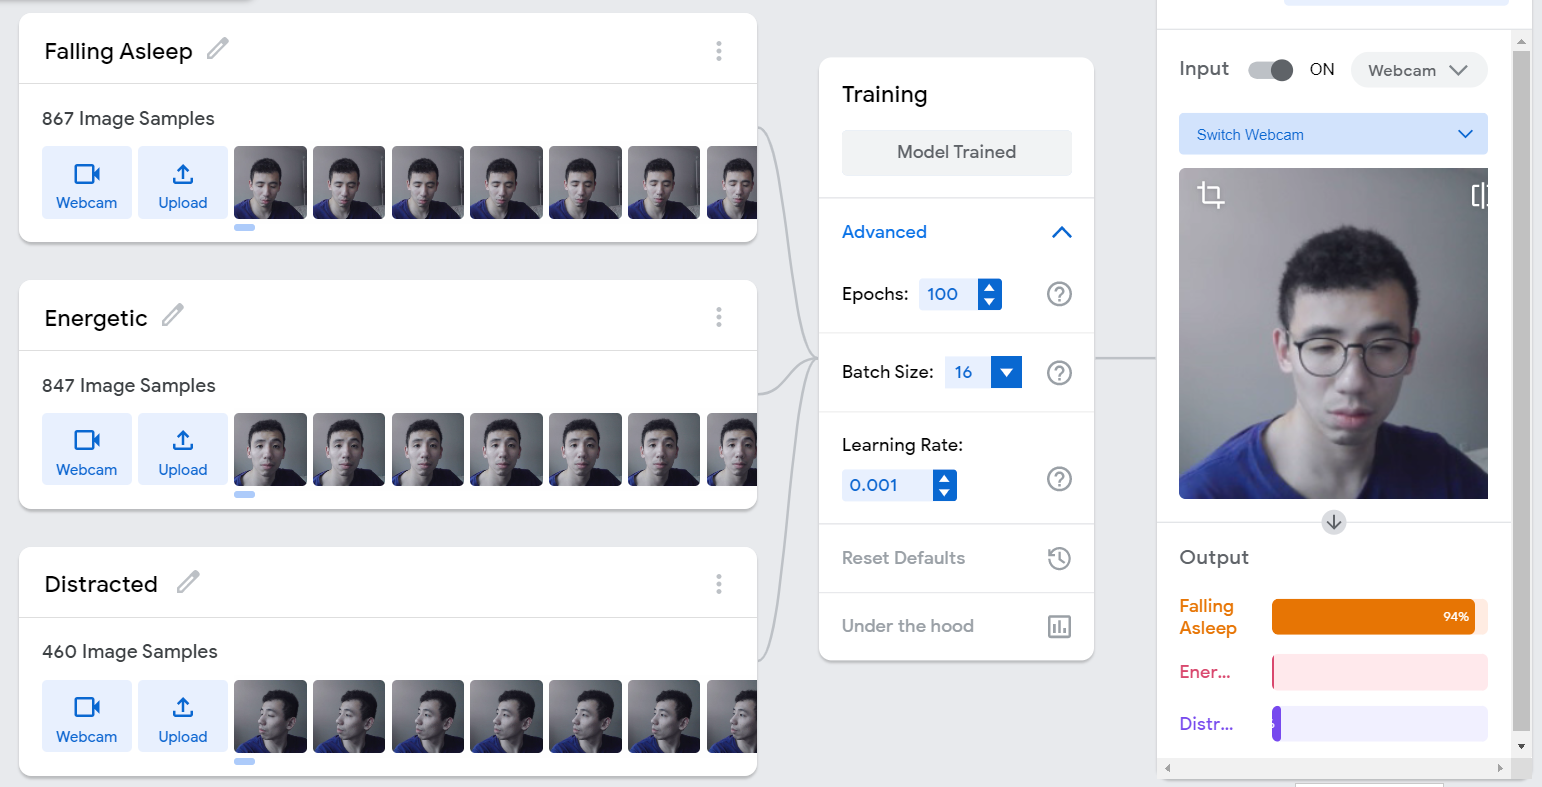 Falling Asleep
867 Image Samples
Webcam
Upload
Energetic
847 Image Samples
Webcam
Upload
Distracted
460 Image Samples
Webcam
Upload
Training
Model Trained
Advanced
Epochs: 100
Batch Size: 16
Learning Rate:
0.001
Reset Defaults
Under the hood
Input ON Webcam
Switch Webcam
Output
Falling
Asleep
94%
Ener...
Distr...